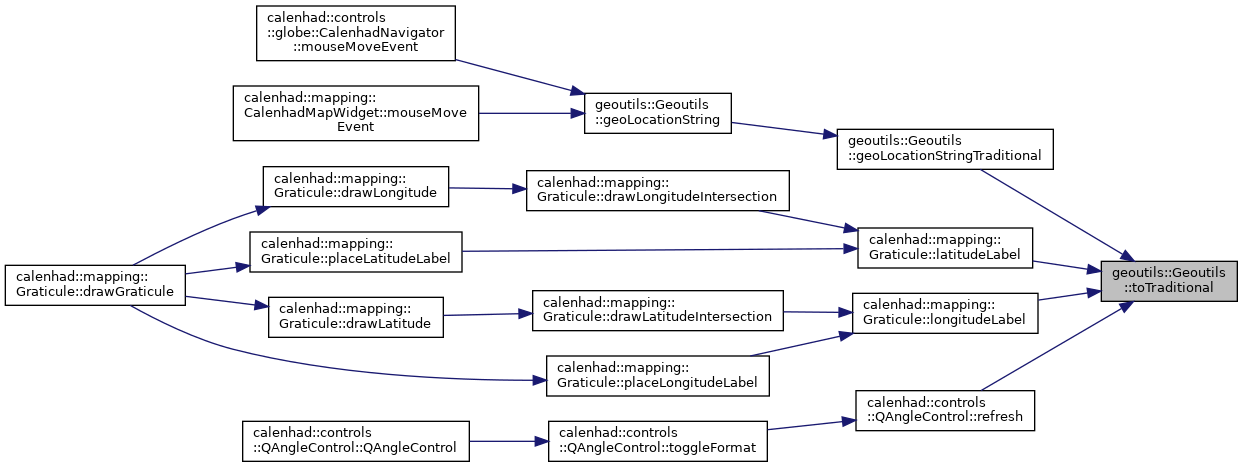 calenhad::controls
::globe::CalenhadNavigator
::mouseMoveEvent
calenhad::mapping::
CalenhadMapWidget::mouseMove
Event
geoutils::Geoutils
::geoLocationString
geoutils::Geoutils
::geoLocationStringTraditional
calenhad::mapping::
Graticule::drawLongitude
calenhad::mapping::
Graticule::drawLongitudeIntersection
calenhad::mapping::
Graticule::placeLatitudeLabel
calenhad::mapping::
Graticule::latitudeLabel
calenhad::mapping::
Graticule::drawGraticule
geoutils::Geoutils
::toTraditional
calenhad::mapping::
Graticule::drawLatitude
calenhad::mapping::
Graticule::drawLatitudeIntersection
calenhad::mapping::
Graticule::longitudeLabel
calenhad::mapping::
Graticule::placeLongitudeLabel
calenhad::controls
::QAngleControl::refresh
calenhad::controls
::QAngleControl::QAngleControl
calenhad::controls
::QAngleControl::toggleFormat